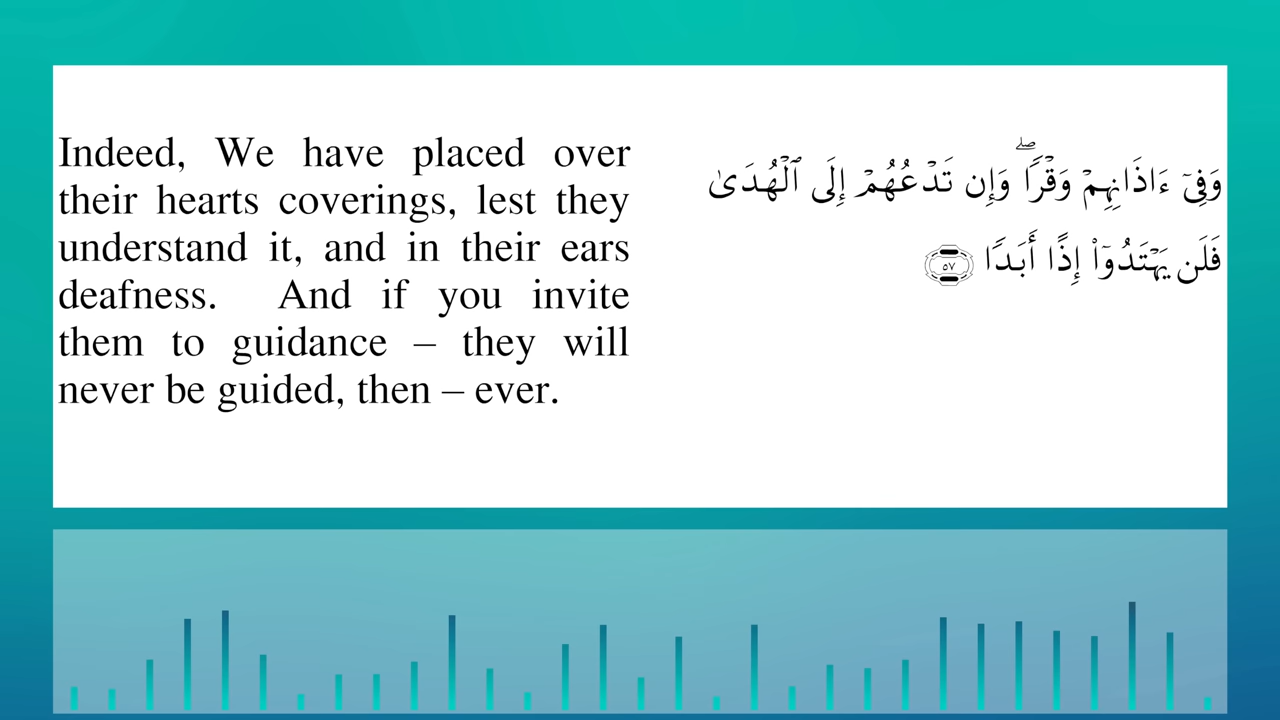 Indeed, We have placed over
their hearts coverings, lest they
understand it, and in their ears
deafness. And if you invite
them to guidance – they will
never be guided, then – ever.
وَفِىٓ ءَاذَانِهِمْ وَقْرًۭا ۖ وَإِن تَدْعُهُمْ إِلَى ٱلْهُدَىٰ
فَلَن يَهْتَدُوٓا۟ إِذًا أَبَدًۭا ٥٧